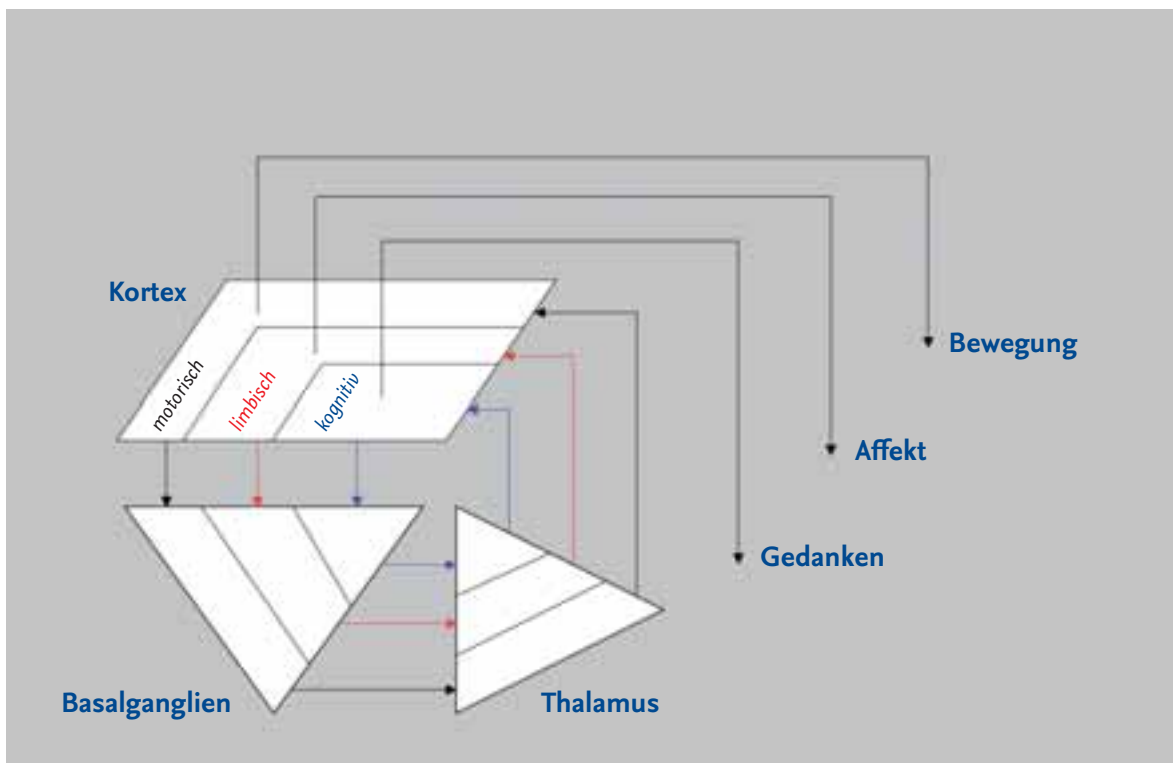 Kortex
motorisch
limbisch
kognitiv
Bewegung
Affekt
Gedanken
Basalganglien
Thalamus